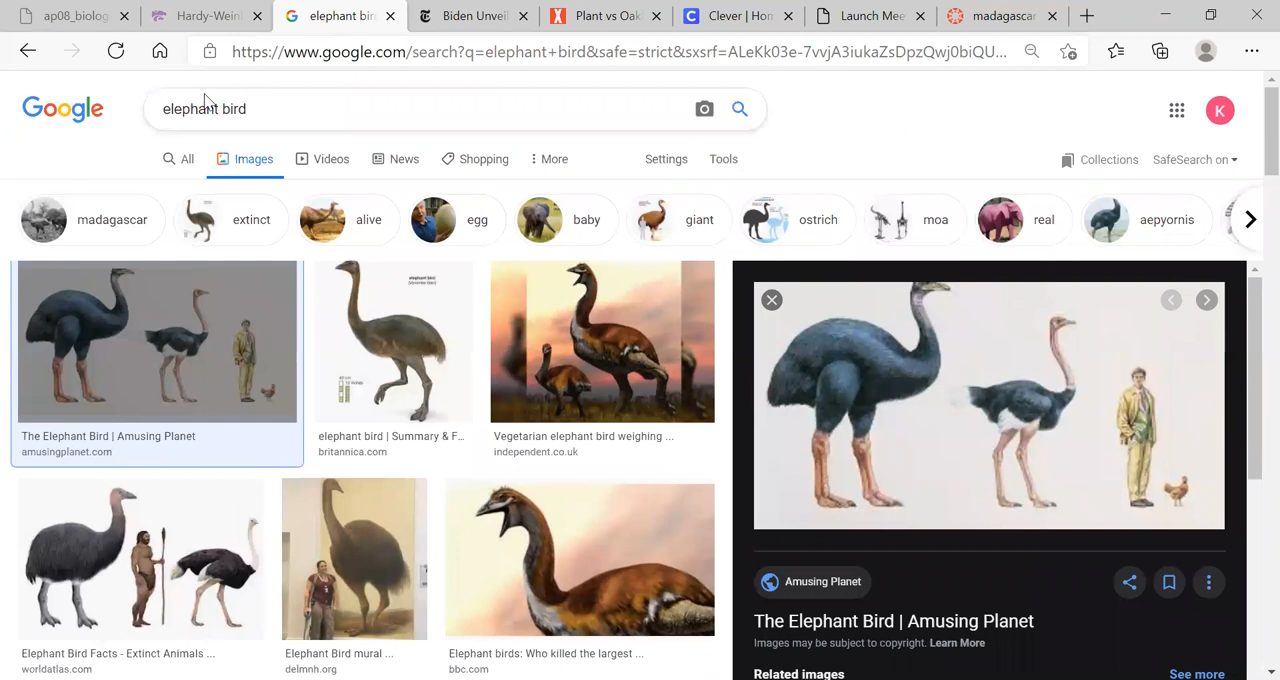 ap08_biolog
Hardy-Wein
elephant bir
Biden Unveil
Plant vs Oak
Clever | Hom
Launch Mee
madagascar
https://www.google.com/search?q=elephant+bird&safe=strict&sxsrf=ALeKk03e-7vvjA3iukaZsDpzQwj0biQU...
Google
elephant bird
K
All
Images
Videos
News
Shopping
More
Settings
Tools
Collections
SafeSearch on
madagascar
extinct
alive
egg
baby
giant
ostrich
moa
real
aepyornis
The Elephant Bird | Amusing Planet
amusingplanet.com
elephant bird | Summary & F...
britannica.com
Vegetarian elephant bird weighing ...
independent.co.uk
Elephant Bird Facts - Extinct Animals ...
worldatlas.com
Elephant Bird mural ...
delmnh.org
Elephant birds: Who killed the largest ...
bbc.com
Amusing Planet
The Elephant Bird | Amusing Planet
Images may be subject to copyright. Learn More
Related images
See more